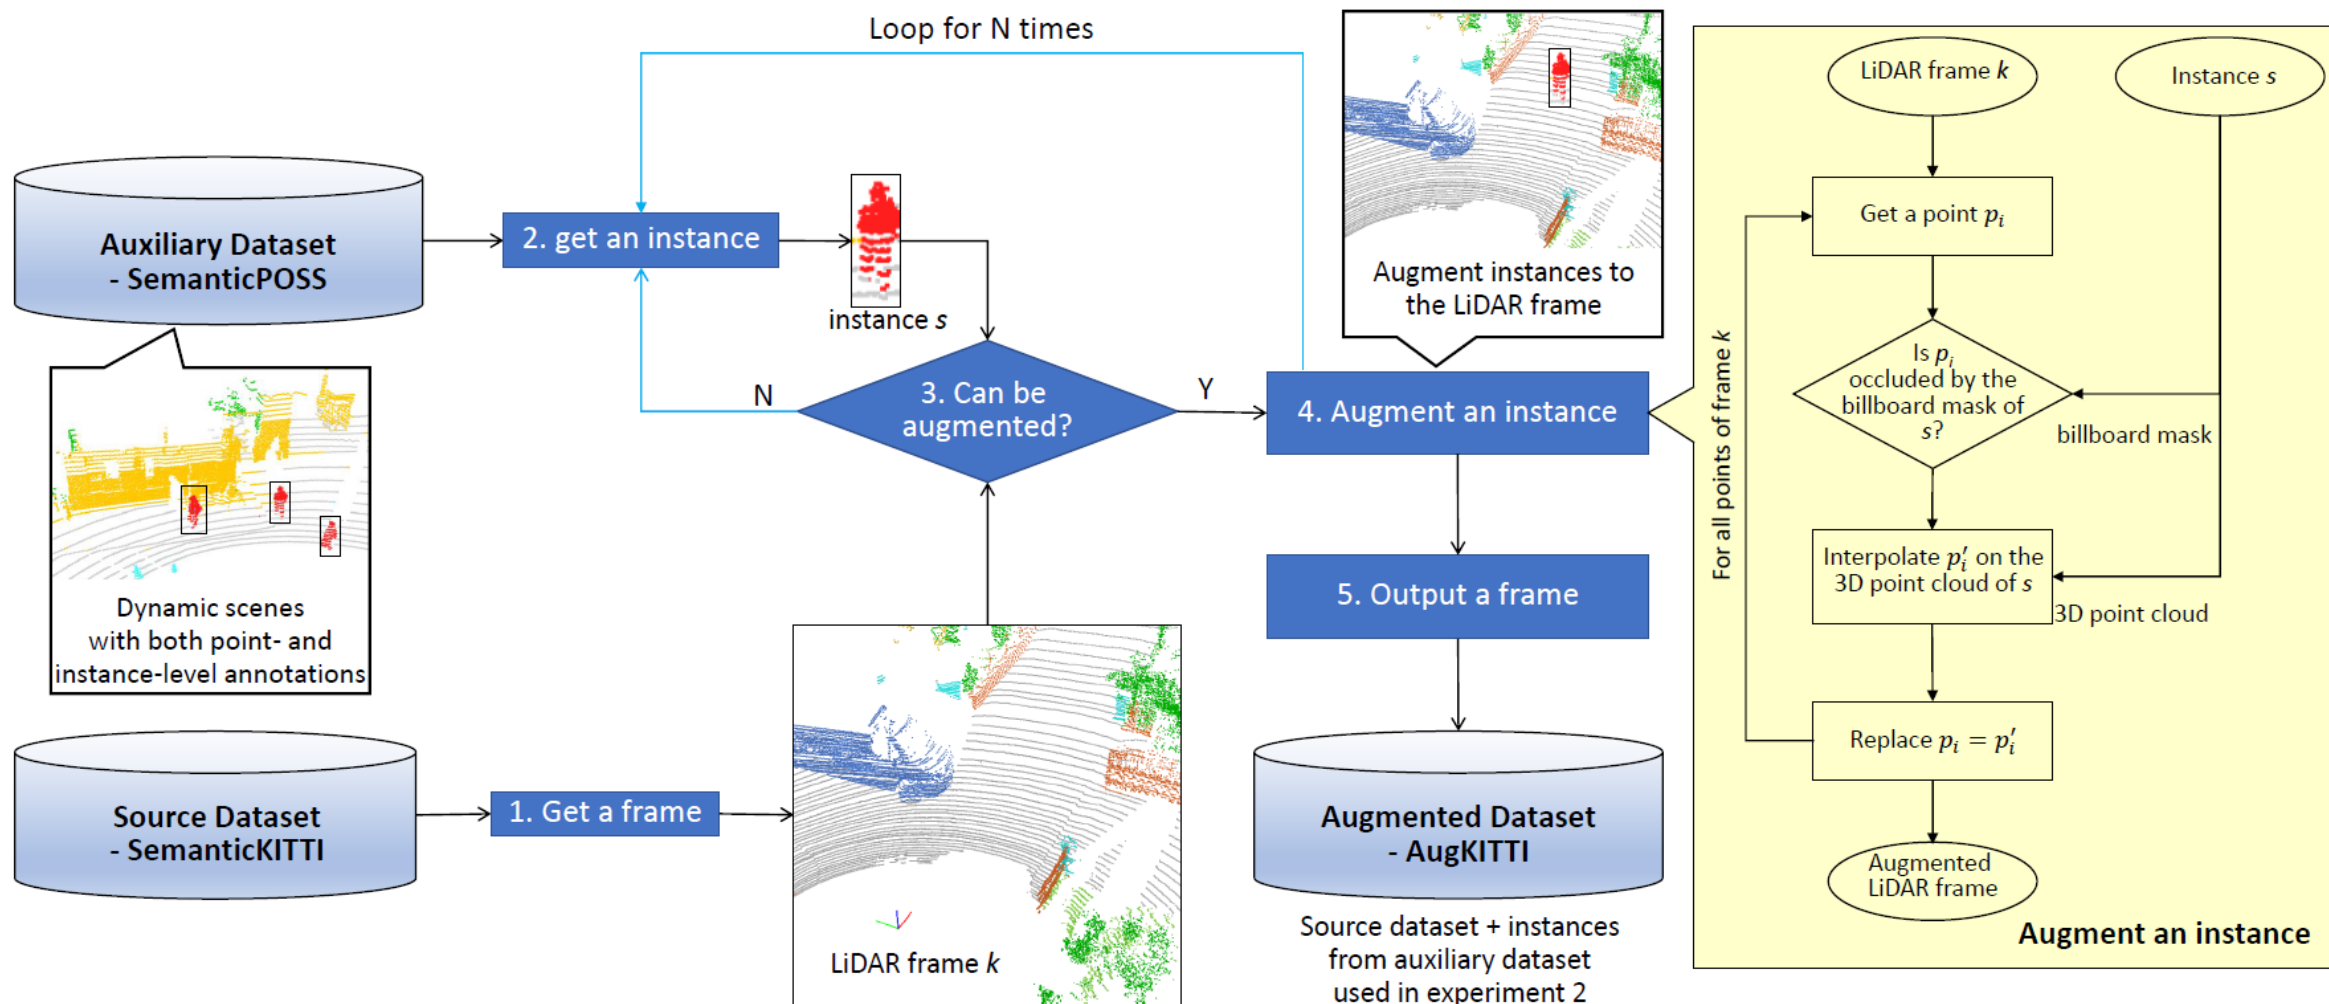 Loop for N times
Auxiliary Dataset
- SemanticPOSS
2. get an instance
instance s
3. Can be
augmented?
N
Y
Augment instances to
the LiDAR frame
4. Augment an instance
5. Output a frame
Dynamic scenes
with both point- and
instance-level annotations
Source Dataset
- SemanticKITTI
1. Get a frame
LiDAR frame k
Augmented Dataset
- AugKITTI
Source dataset + instances
from auxiliary dataset
used in experiment 2
LiDAR frame k
Instance s
Get a point pᵢ
For all points of frame k
Is pᵢ
occluded by the
billboard mask of
s?
billboard mask
Interpolate pᵢ′ on the
3D point cloud of s
3D point cloud
Replace pᵢ = pᵢ′
Augmented
LiDAR frame
Augment an instance